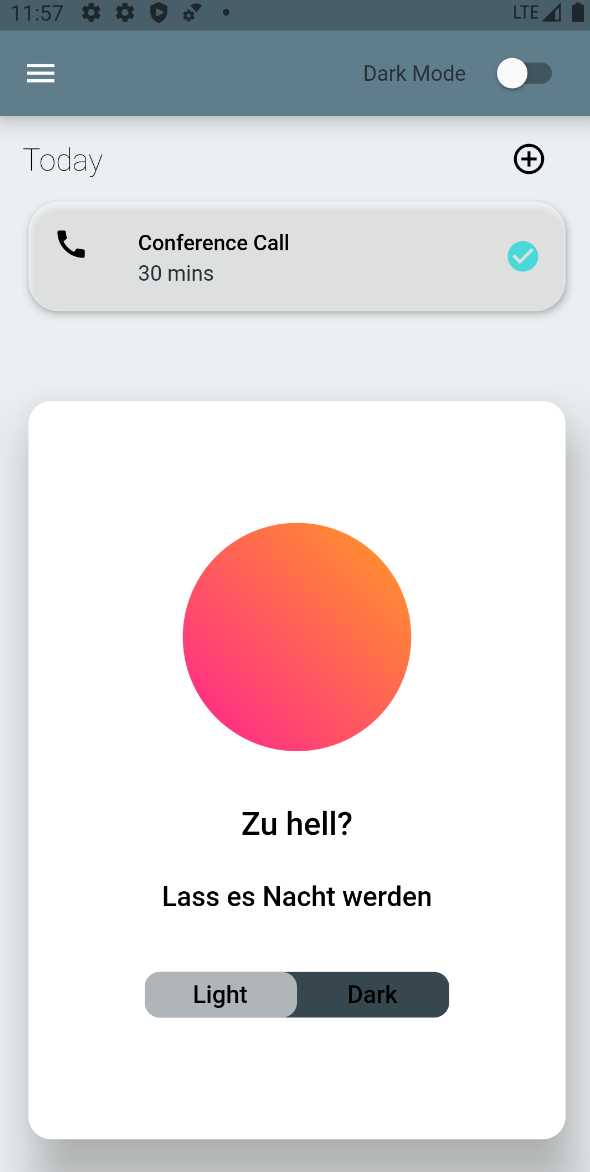 11:57
LTE
Dark Mode
Today
Conference Call
30 mins
Zu hell?
Lass es Nacht werden
Light
Dark